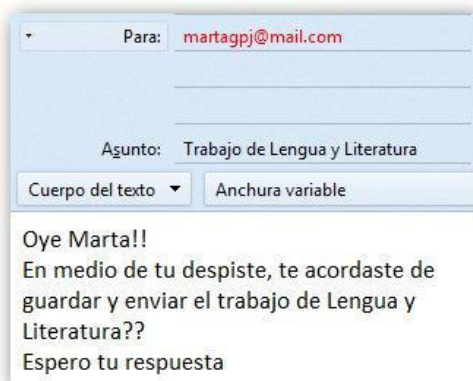 Para: martagpj@mail.com
Asunto: Trabajo de Lengua y Literatura
Cuerpo del texto Anchura variable
Oye Marta!!
En medio de tu despiste, te acordaste de
guardar y enviar el trabajo de Lengua y
Literatura??
Espero tu respuesta